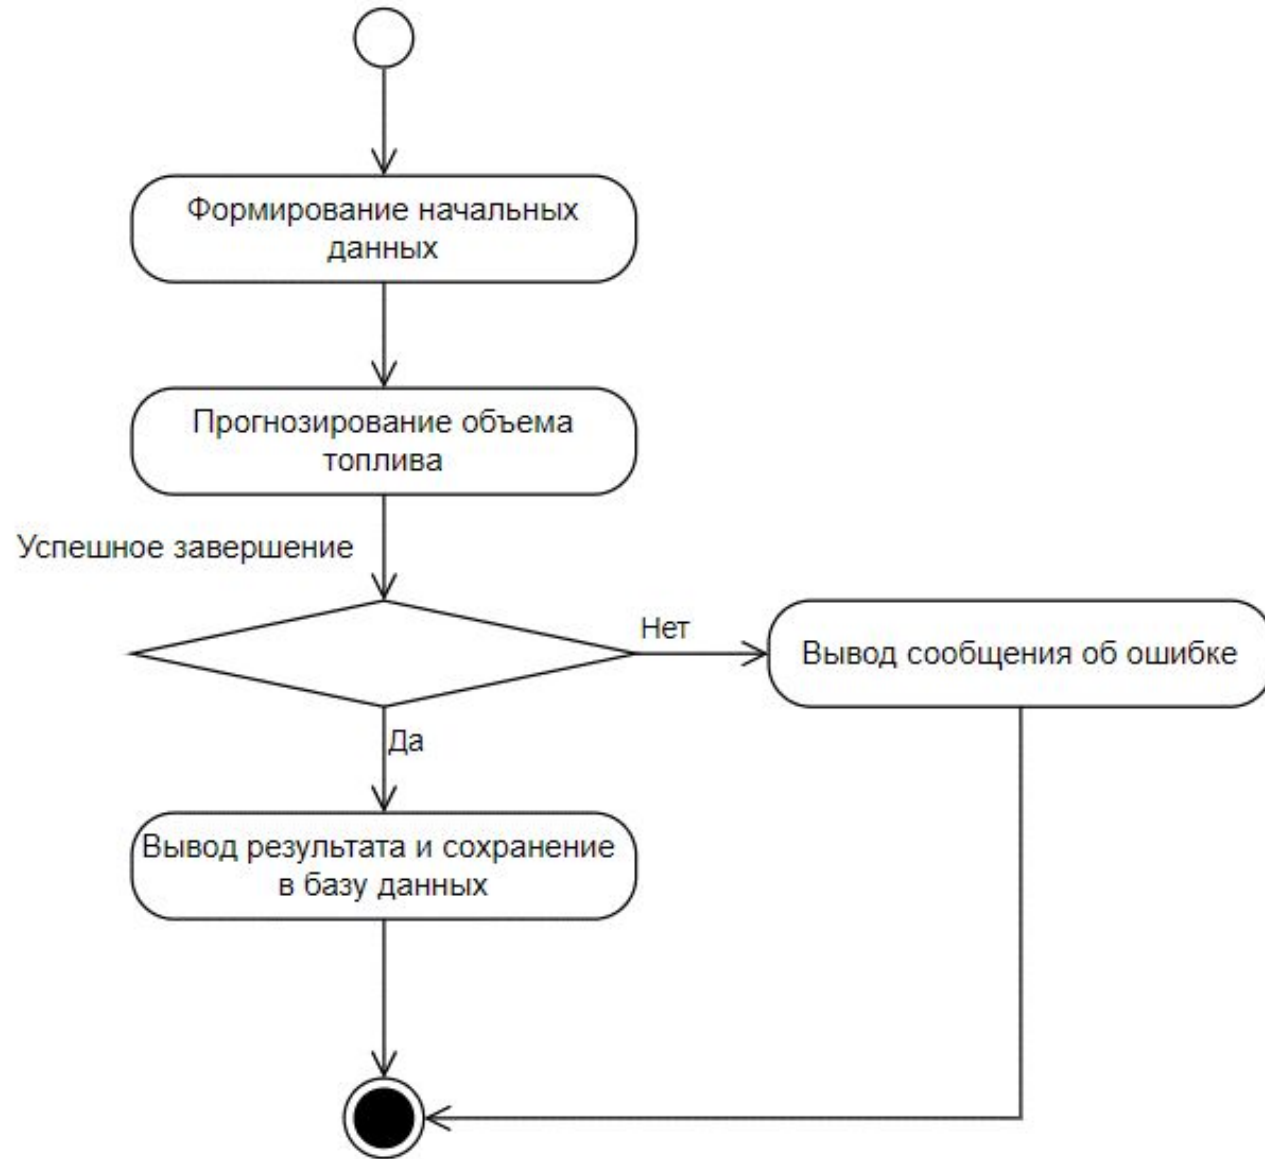 Формирование начальных
данных
Прогнозирование объема
топлива
Успешное завершение
Нет
Вывод сообщения об ошибке
Да
Вывод результата и сохранение
в базу данных